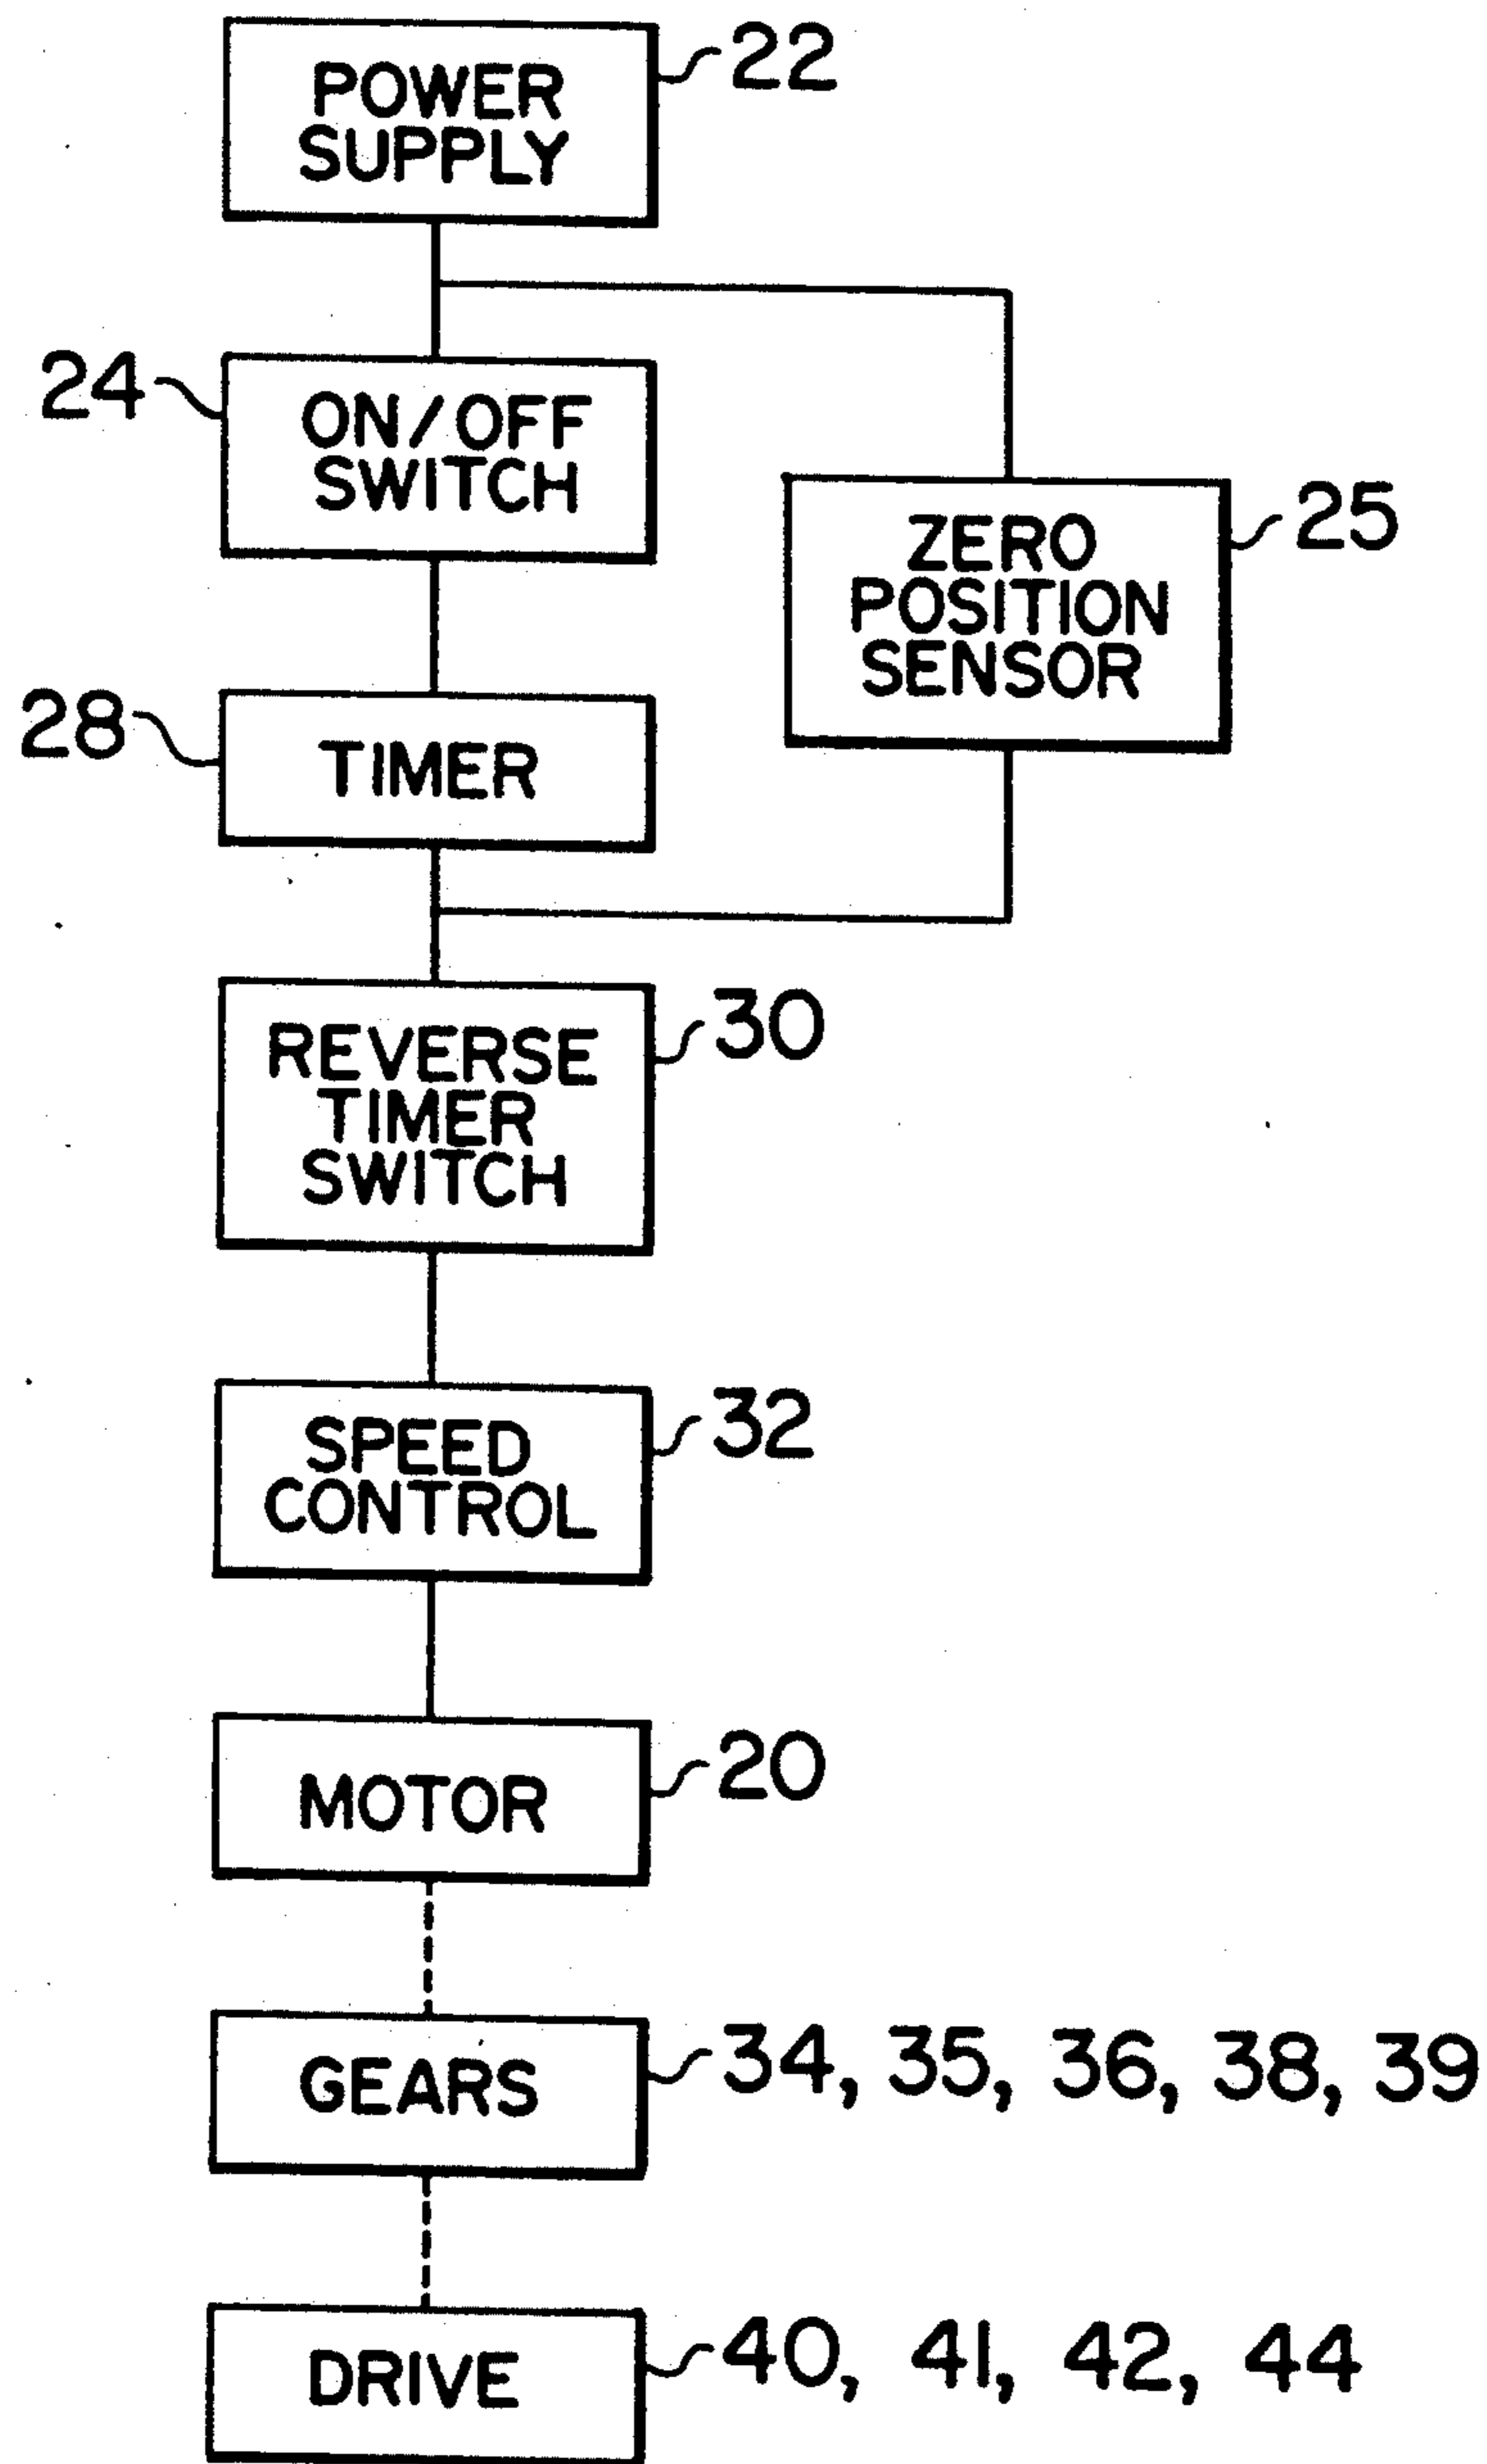 POWER
SUPPLY
22
24
ON/OFF
SWITCH
ZERO
POSITION
SENSOR
25
28
TIMER
REVERSE
TIMER
SWITCH
30
SPEED
CONTROL
32
MOTOR
20
GEARS
34, 35, 36, 38, 39
DRIVE
40, 41, 42, 44